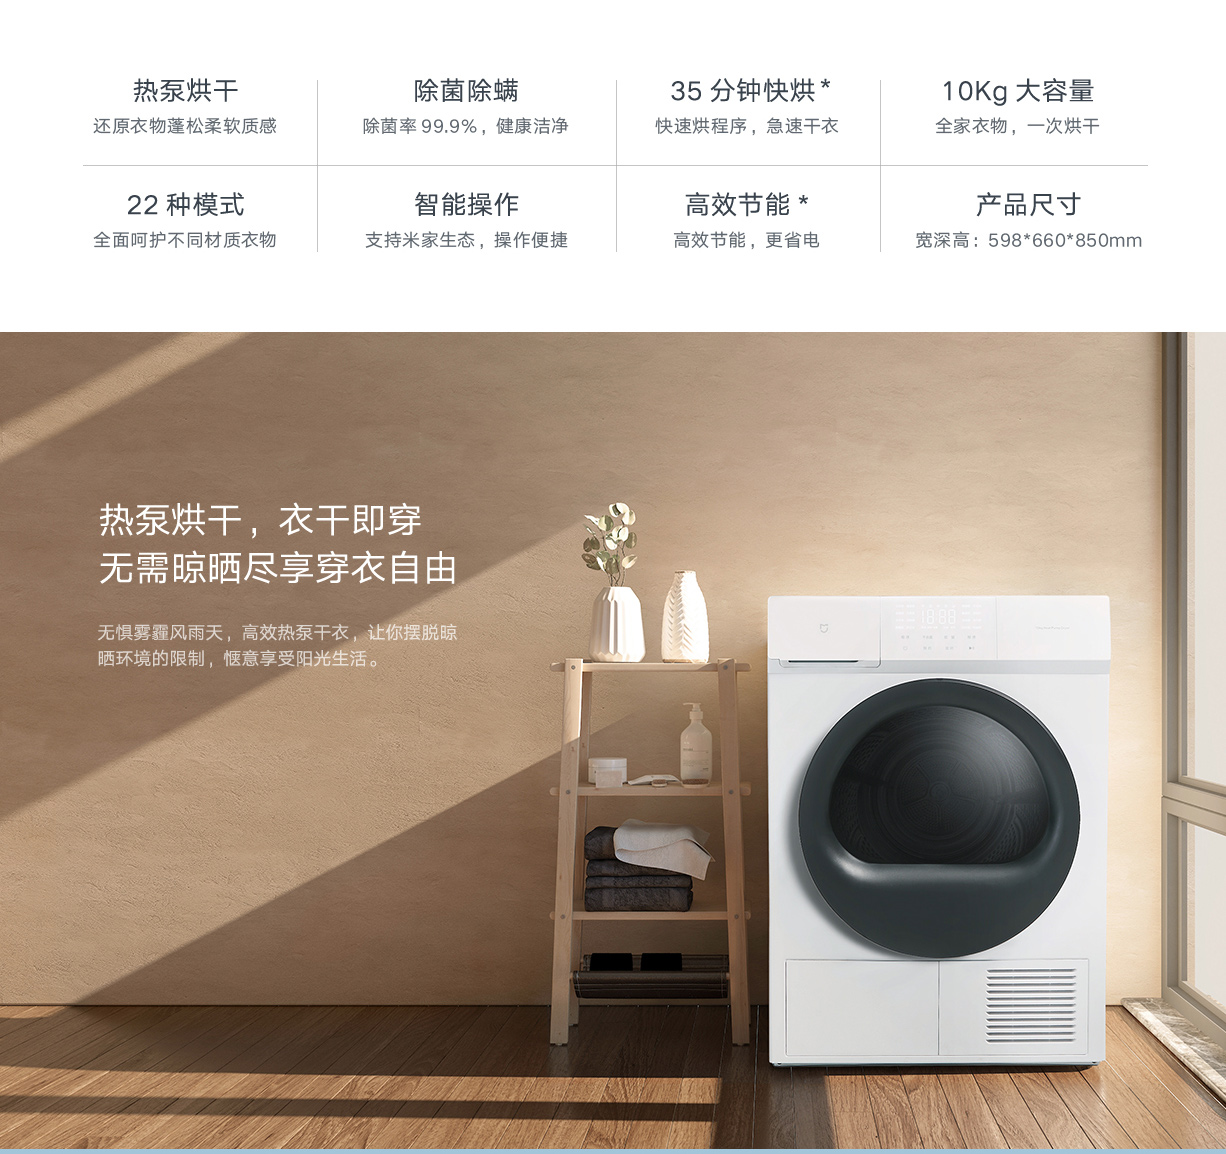 热泵烘干
还原衣物蓬松柔软质感
除菌除螨
除菌率 99.9%，健康洁净
35 分钟快烘*
快速烘程序，急速干衣
10Kg 大容量
全家衣物，一次烘干
22 种模式
全面呵护不同材质衣物
智能操作
支持米家生态，操作便捷
高效节能 *
高效节能，更省电
产品尺寸
宽深高：598*660*850mm
热泵烘干，衣干即穿
无需晾晒尽享穿衣自由
无惧雾霾风雨天，高效热泵干衣，让你摆脱晾
晒环境的限制，惬意享受阳光生活。
18:88